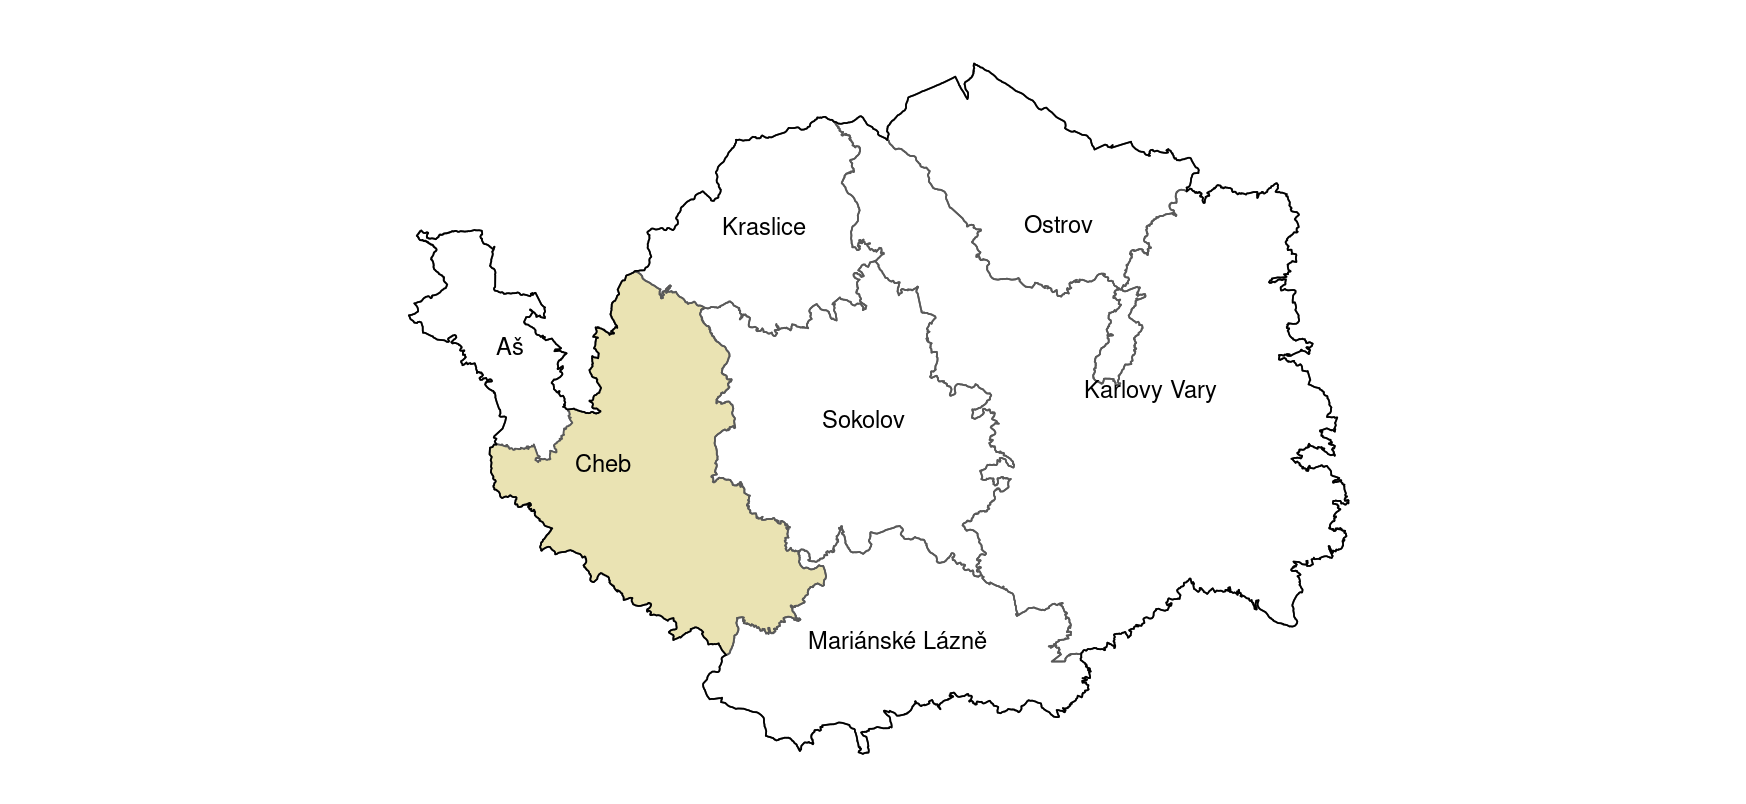 Ostrov
Kraslice
Aš
Karlovy Vary
Sokolov
Cheb
Mariánské Lázně